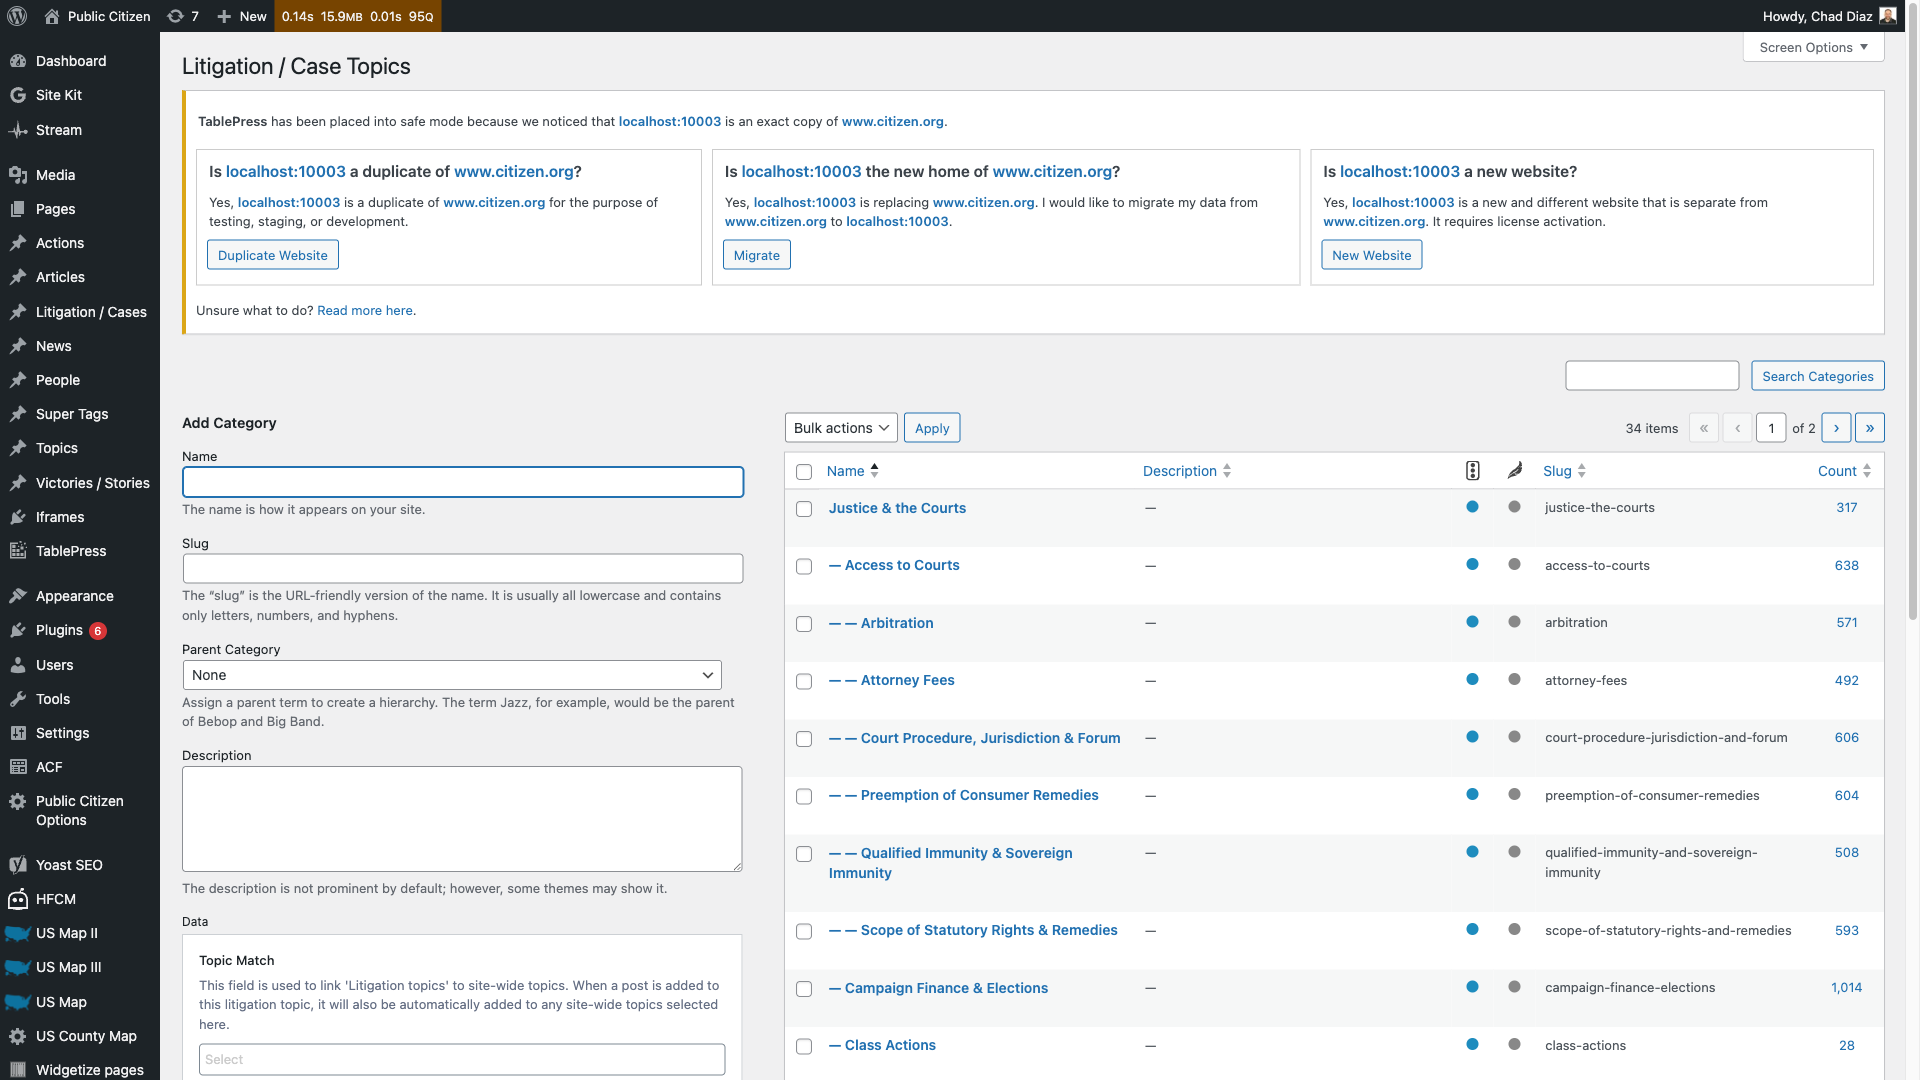 Public Citizen
7
New
0.14s 15.9MB 0.01s 95Q
Howdy, Chad Diaz
Dashboard
Site Kit
Stream
Media
Pages
Actions
Articles
Litigation / Cases
News
People
Super Tags
Topics
Victories / Stories
Iframes
TablePress
Appearance
Plugins 6
Users
Tools
Settings
ACF
Public Citizen
Options
Yoast SEO
HFCM
US Map II
US Map III
US Map
US County Map
Widgetize pages
Screen Options
Litigation / Case Topics
TablePress has been placed into safe mode because we noticed that localhost:10003 is an exact copy of www.citizen.org.
Is localhost:10003 a duplicate of www.citizen.org?
Yes, localhost:10003 is a duplicate of www.citizen.org for the purpose of
testing, staging, or development.
Duplicate Website
Is localhost:10003 the new home of www.citizen.org?
Yes, localhost:10003 is replacing www.citizen.org. I would like to migrate my data from
www.citizen.org to localhost:10003.
Migrate
Is localhost:10003 a new website?
Yes, localhost:10003 is a new and different website that is separate from
www.citizen.org. It requires license activation.
New Website
Unsure what to do? Read more here.
Search Categories
Add Category
Name
The name is how it appears on your site.
Slug
The “slug” is the URL-friendly version of the name. It is usually all lowercase and contains
only letters, numbers, and hyphens.
Parent Category
None
Assign a parent term to create a hierarchy. The term Jazz, for example, would be the parent
of Bebop and Big Band.
Description
The description is not prominent by default; however, some themes may show it.
Data
Topic Match
This field is used to link 'Litigation topics' to site-wide topics. When a post is added to
this litigation topic, it will also be automatically added to any site-wide topics selected
here.
Select
Bulk actions
Apply
34 items « ‹ 1 of 2 › »
Name Description Slug Count
Justice & the Courts — justice-the-courts 317
— Access to Courts — access-to-courts 638
— — Arbitration — arbitration 571
— — Attorney Fees — attorney-fees 492
— — Court Procedure, Jurisdiction & Forum — court-procedure-jurisdiction-and-forum 606
— — Preemption of Consumer Remedies — preemption-of-consumer-remedies 604
— — Qualified Immunity & Sovereign — qualified-immunity-and-sovereign- 508
Immunity immunity
— — Scope of Statutory Rights & Remedies — scope-of-statutory-rights-and-remedies 593
— Campaign Finance & Elections — campaign-finance-elections 1,014
— Class Actions — class-actions 28